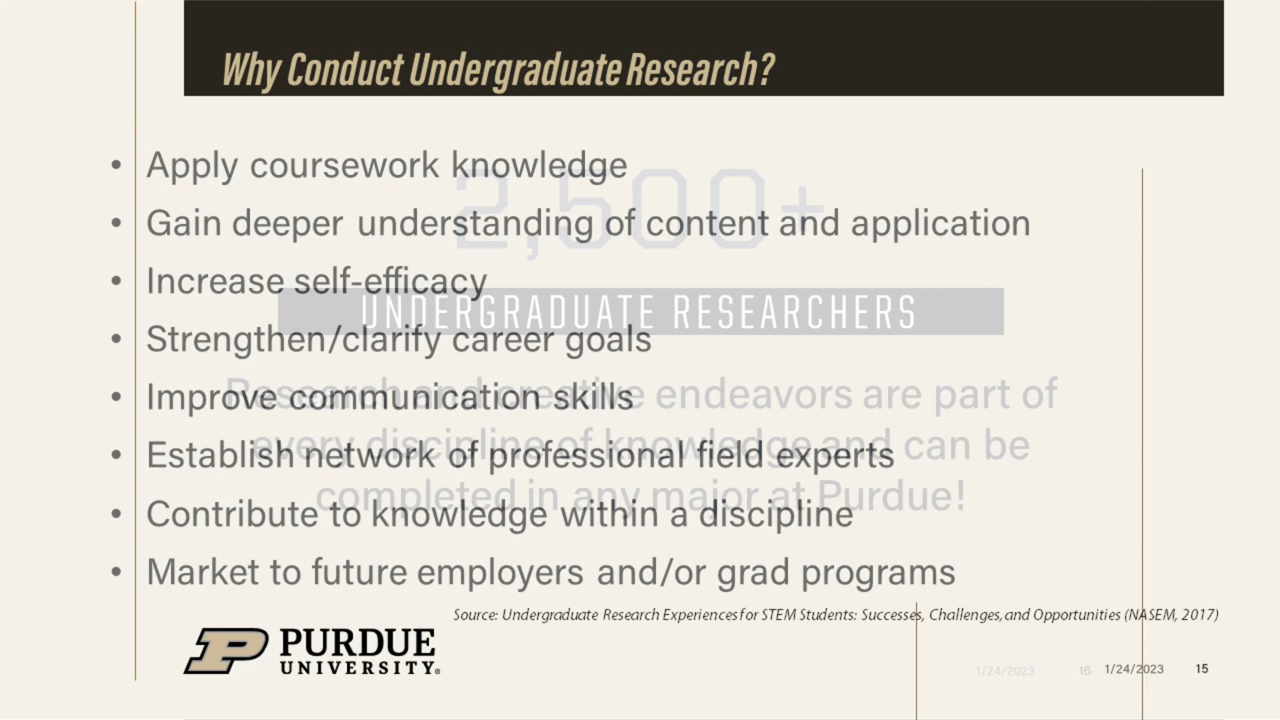 Why Conduct Undergraduate Research?
• Apply coursework knowledge
2,500+
• Gain deeper understanding of content and application
• Increase self-efficacy
UNDERGRADUATE RESEARCHERS
• Strengthen/clarify career goals
Research and creative endeavors are part of
• Improve communication skills
every discipline of knowledge and can be
• Establish network of professional field experts
completed in any major at Purdue!
• Contribute to knowledge within a discipline
• Market to future employers and/or grad programs
Source: Undergraduate Research Experiences for STEM Students: Successes, Challenges, and Opportunities (NASEM, 2017)
PURDUE
UNIVERSITY®
1/24/2023 16 1/24/2023 15